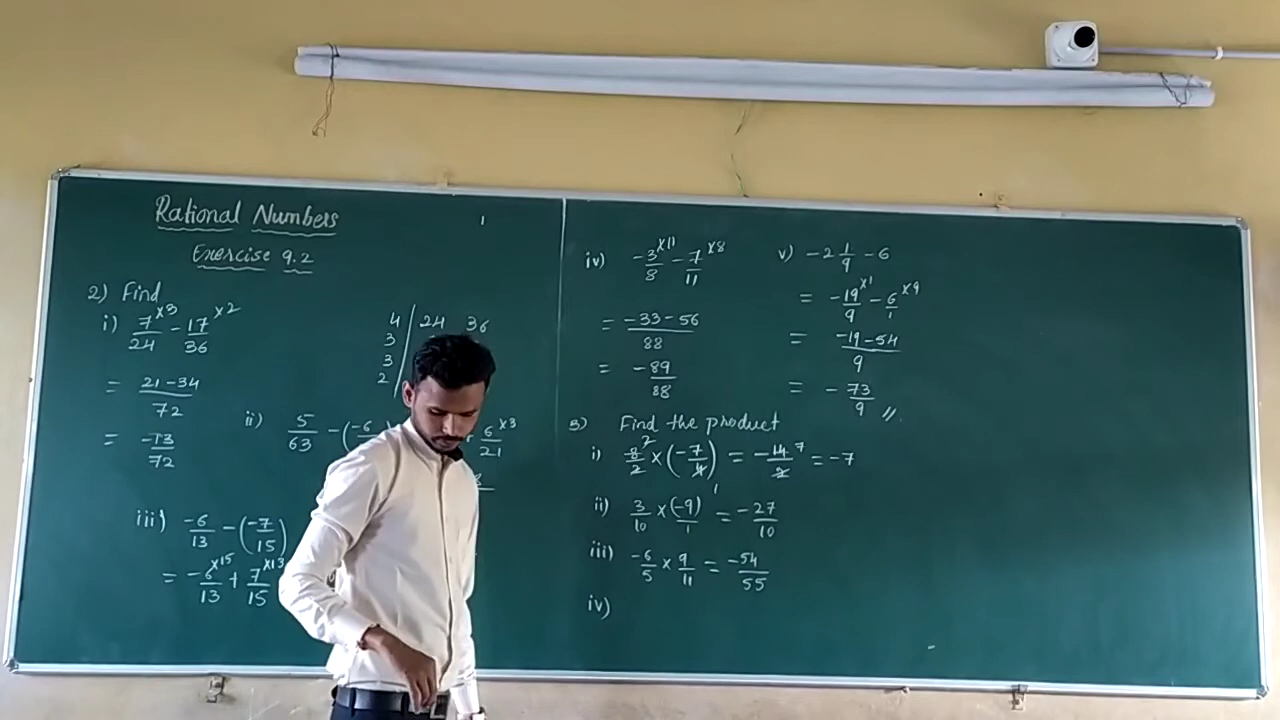 Rational Numbers
Exercise 9.2
2) Find
i) 7/24 ×3 - 17/36 ×2
= 21-34/72
= -13/72
4 | 24 36
3
3
2
ii) 5/63 - (-6/
6/21 ×3
iii) -6/13 - (-7/15)
= -6/13 ×15 + 7/15 ×13
iv) -3/8 ×11 - 7/11 ×8
= -33-56/88
= -89/88
v) -2 1/9 - 6
= -19/9 ×1 - 6/1 ×9
= -19-54/9
= -73/9 //
3) Find the product
i) 8/2 2 × (-7/4) = -14/2 7 = -7
ii) 3/10 × (-9)/1 = -27/10
iii) -6/5 × 9/11 = -54/55
iv)